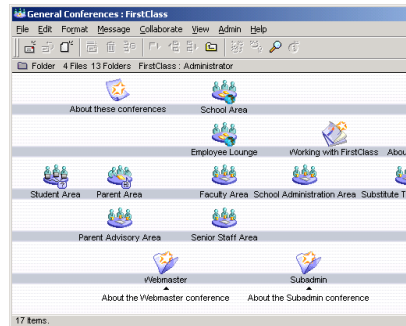 General Conferences : FirstClass
File Edit Format Message Collaborate View Admin Help
Folder 4 Files 13 Folders FirstClass : Administrator
About these conferences School Area
Employee Lounge Working with FirstClass Abou
Student Area Parent Area Faculty Area School Administration Area Substitute T
Parent Advisory Area Senior Staff Area
Webmaster Subadmin
About the Webmaster conference About the Subadmin conference
17 Items.